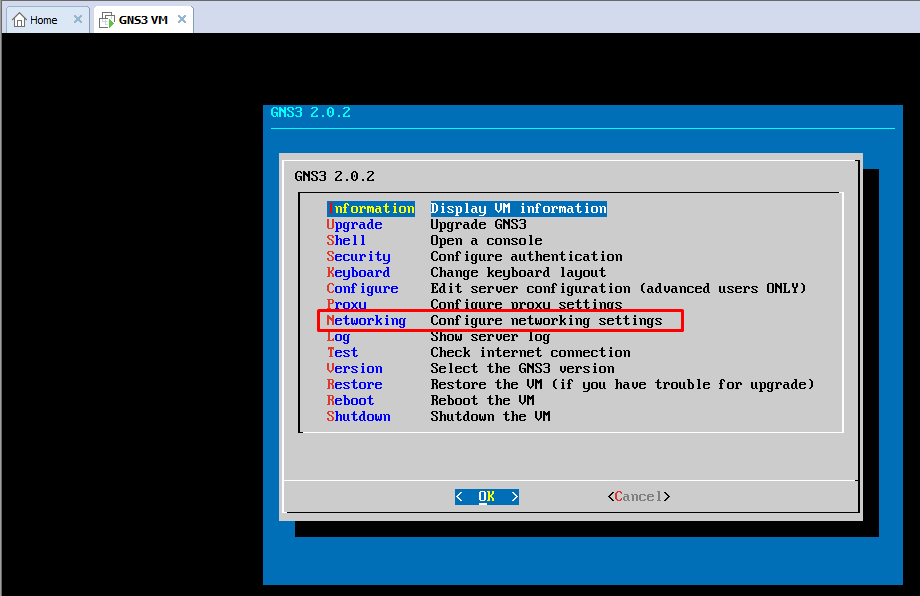 Home
GNS3 VM
GNS3 2.0.2
GNS3 2.0.2
Information Display VM information
Upgrade Upgrade GNS3
Shell Open a console
Security Configure authentication
Keyboard Change keyboard layout
Configure Edit server configuration (advanced users ONLY)
Proxy Configure proxy settings
Networking Configure networking settings
Log Show server log
Test Check internet connection
Version Select the GNS3 version
Restore Restore the VM (if you have trouble for upgrade)
Reboot Reboot the VM
Shutdown Shutdown the VM
< OK > <Cancel>